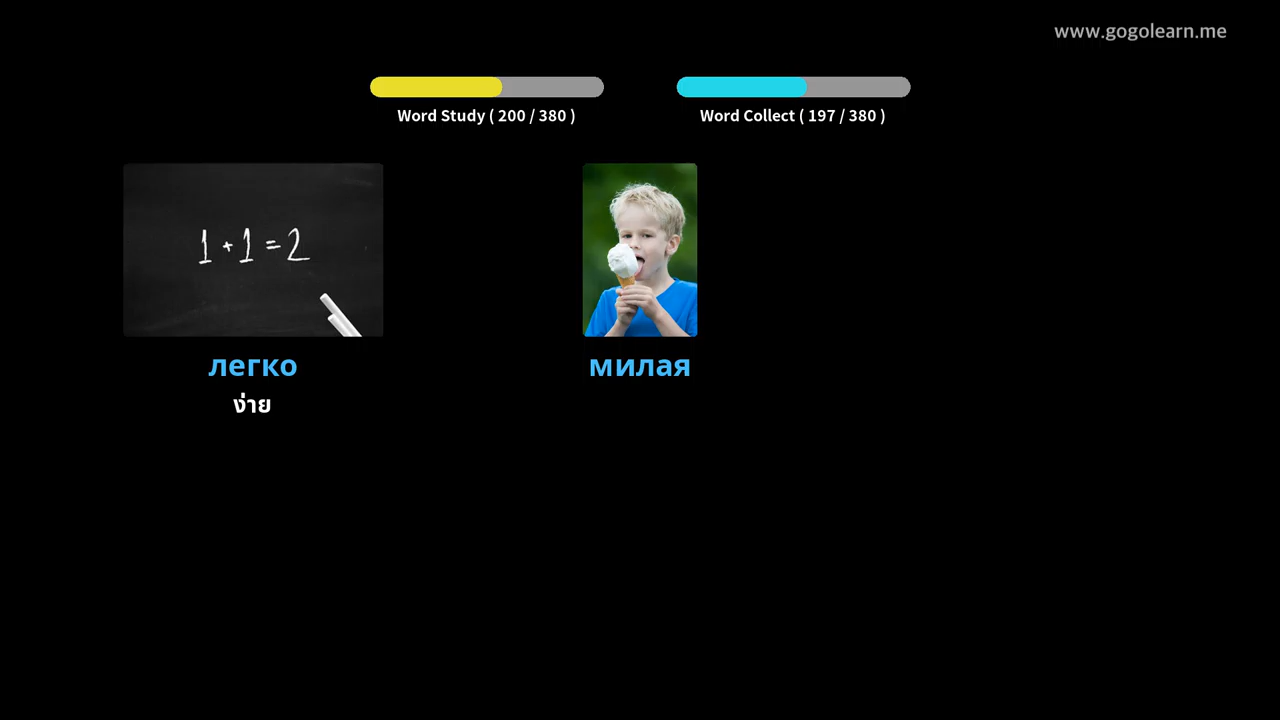 www.gogolearn.me
Word Study ( 200 / 380 )
Word Collect ( 197 / 380 )
1 + 1 = 2
легко
ง่าย
милая